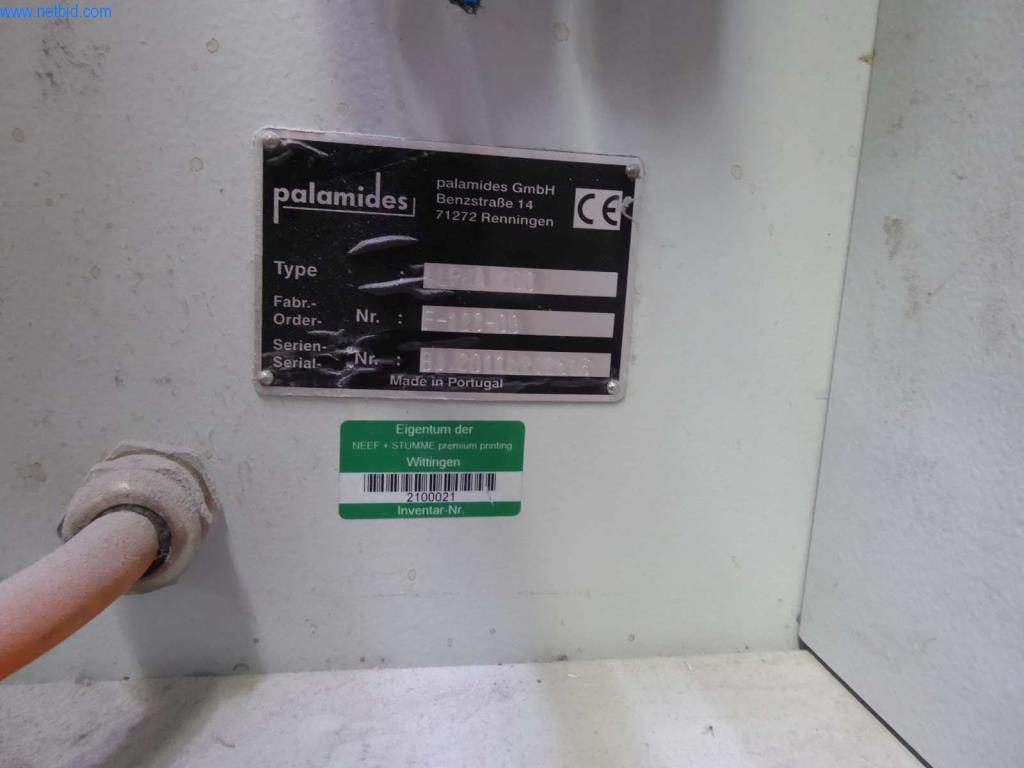 www.netbid.com
palamides
palamides GmbH
Benzstraße 14
71272 Renningen
CE
Type
Fabr.-
Order- Nr. :
Serien-
Serial- Nr. :
Made in Portugal
Eigentum der
NEEF + STUMME premium printing
Wittingen
2100021
Inventar-Nr.